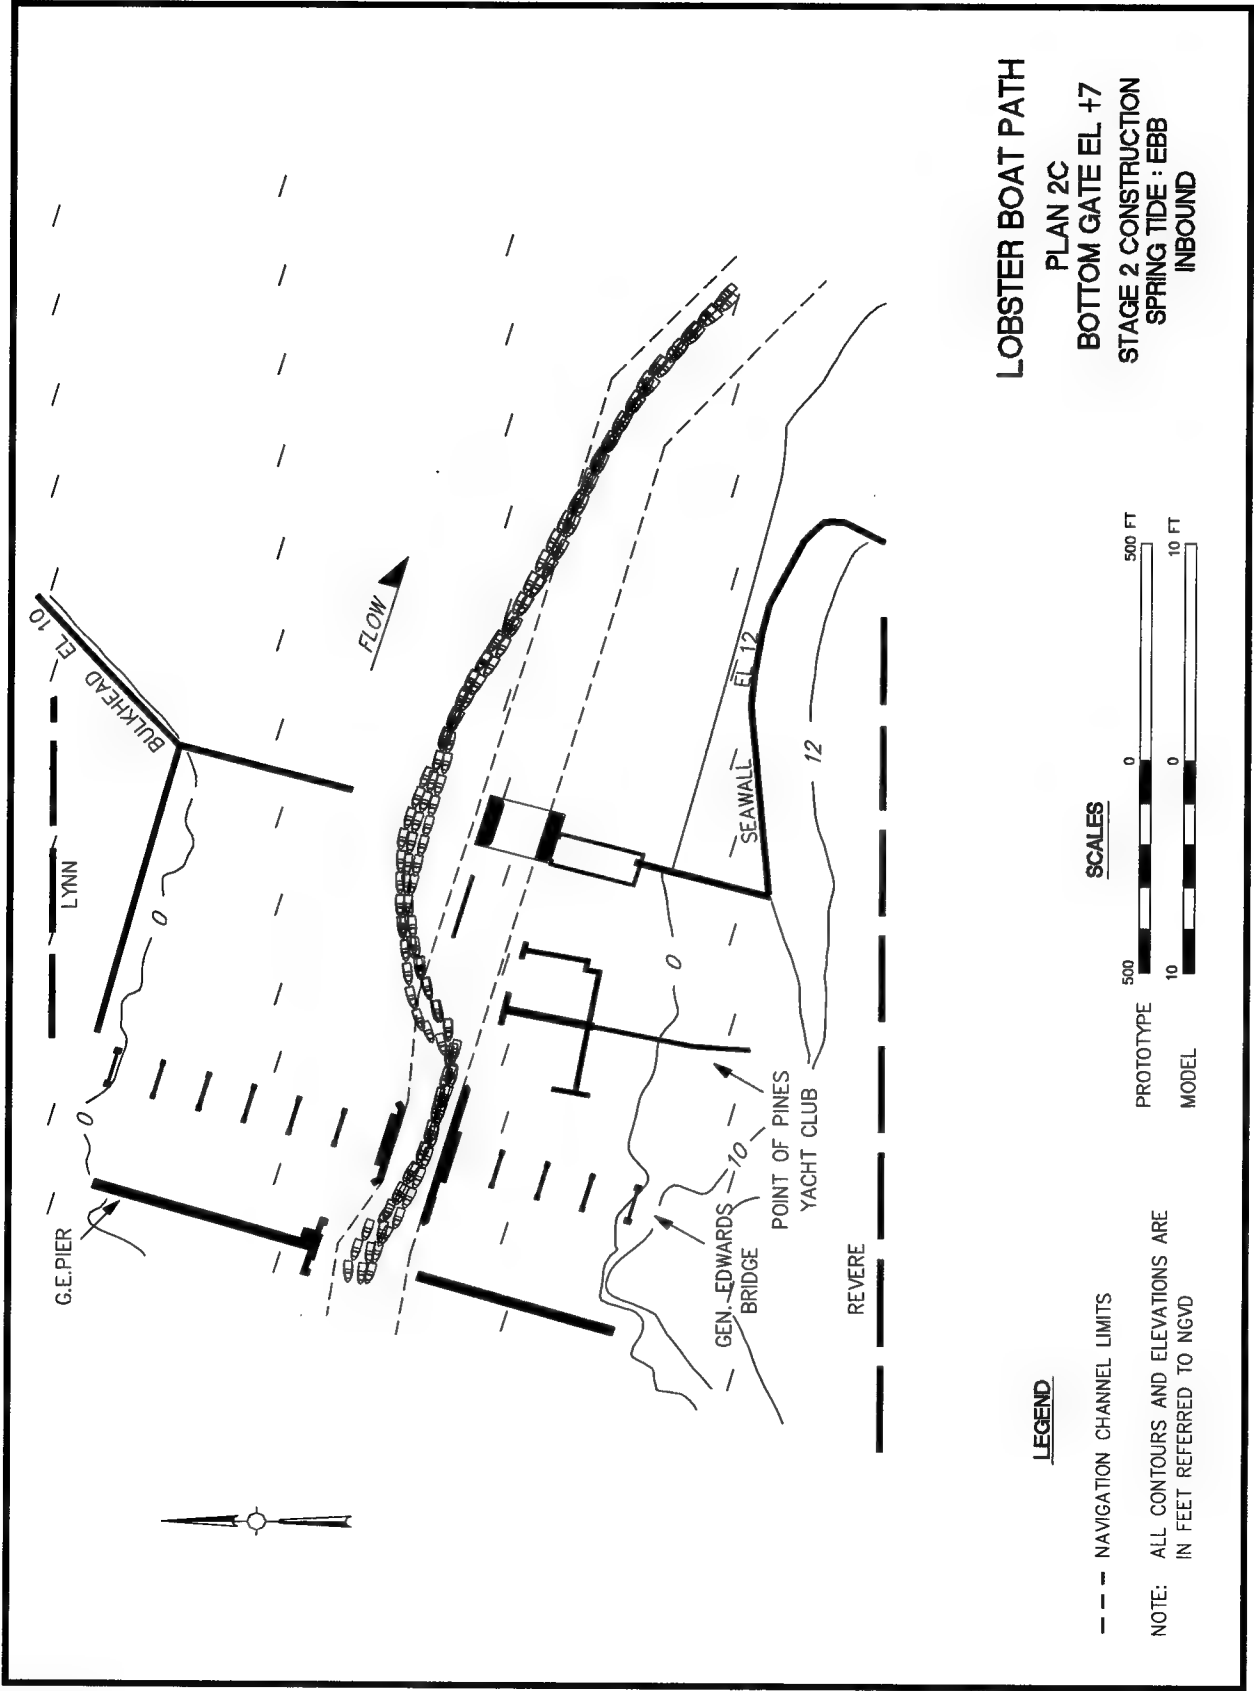 LYNN
BULKHEAD EL 10
0
0
G.E.PIER
FLOW
SEAWALL EL 12
12
0
10
POINT OF PINES
YACHT CLUB
GEN. EDWARDS
BRIDGE
REVERE
LOBSTER BOAT PATH
PLAN 2C
BOTTOM GATE EL +7
STAGE 2 CONSTRUCTION
SPRING TIDE : EBB
INBOUND
LEGEND
--- NAVIGATION CHANNEL LIMITS
NOTE: ALL CONTOURS AND ELEVATIONS ARE
IN FEET REFERRED TO NGVD
SCALES
PROTOTYPE 500 0 500 FT
MODEL 10 0 10 FT